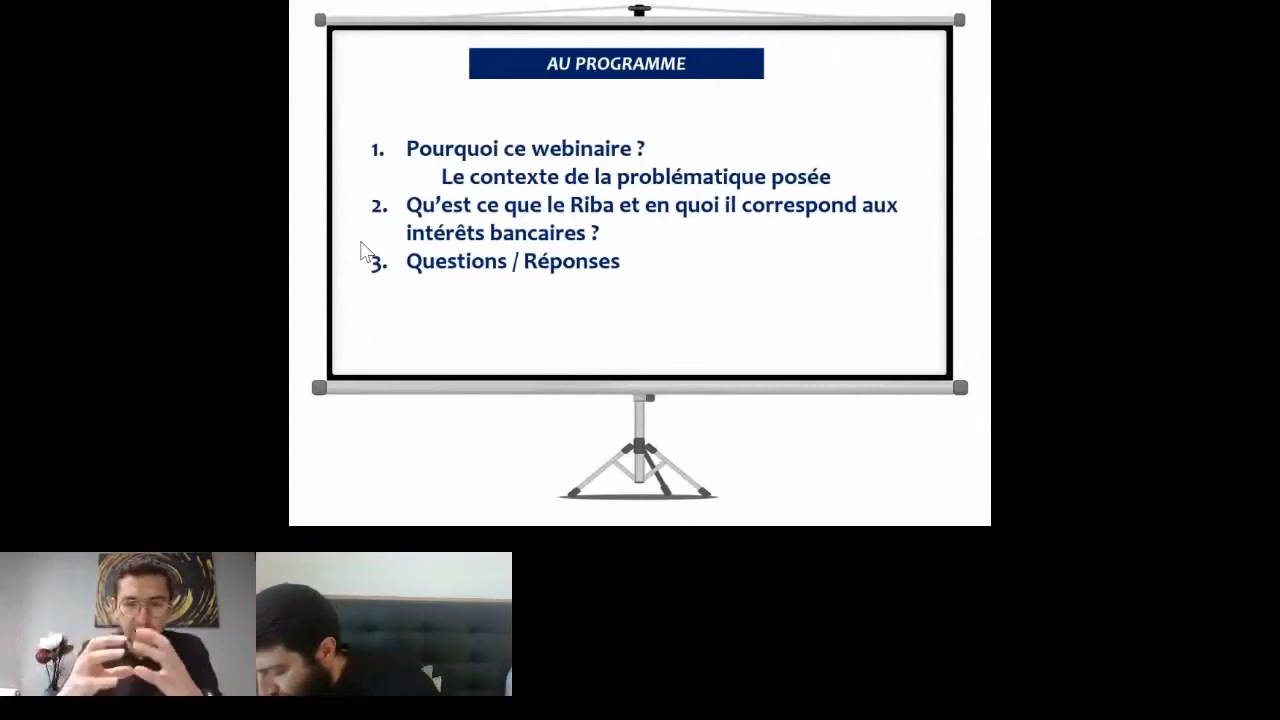 AU PROGRAMME
1. Pourquoi ce webinaire ?
Le contexte de la problématique posée
2. Qu’est ce que le Riba et en quoi il correspond aux
intérêts bancaires ?
3. Questions / Réponses